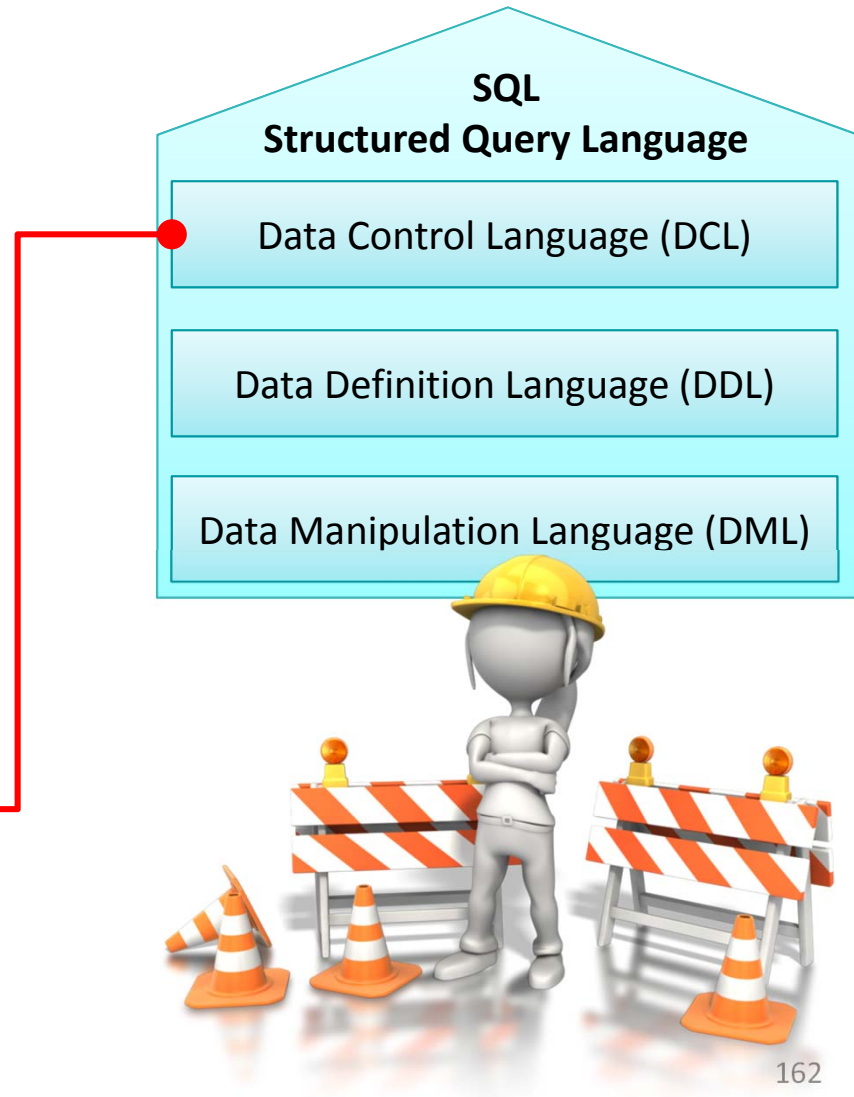 SQL
Structured Query Language
Data Control Language (DCL)
Data Definition Language (DDL)
Data Manipulation Language (DML)
162